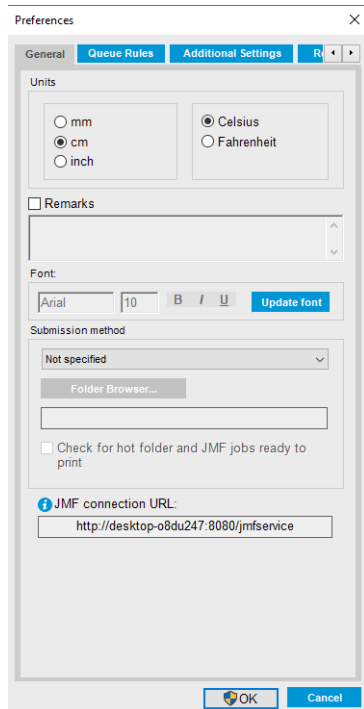 Preferences
General Queue Rules Additional Settings
Units
mm Celsius
cm Fahrenheit
inch
Remarks
Font:
Arial 10 B I U Update font
Submission method
Not specified
Folder Browser...
Check for hot folder and JMF jobs ready to
print
JMF connection URL:
http://desktop-o8du247:8080/jmfservice
OK Cancel